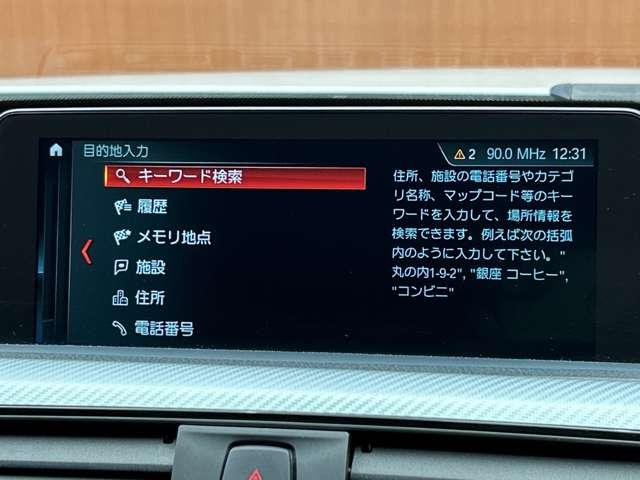 目的地入力
2 90.0 MHz 12:31
キーワード検索
履歴
メモリ地点
施設
住所
電話番号
住所、施設の電話番号やカテゴ
リ名称、マップコード等のキー
ワードを入力して、場所情報を
検索できます。例えば次の括弧
内のように入力して下さい。"
丸の内1-9-2", "銀座 コーヒー",
"コンビニ"